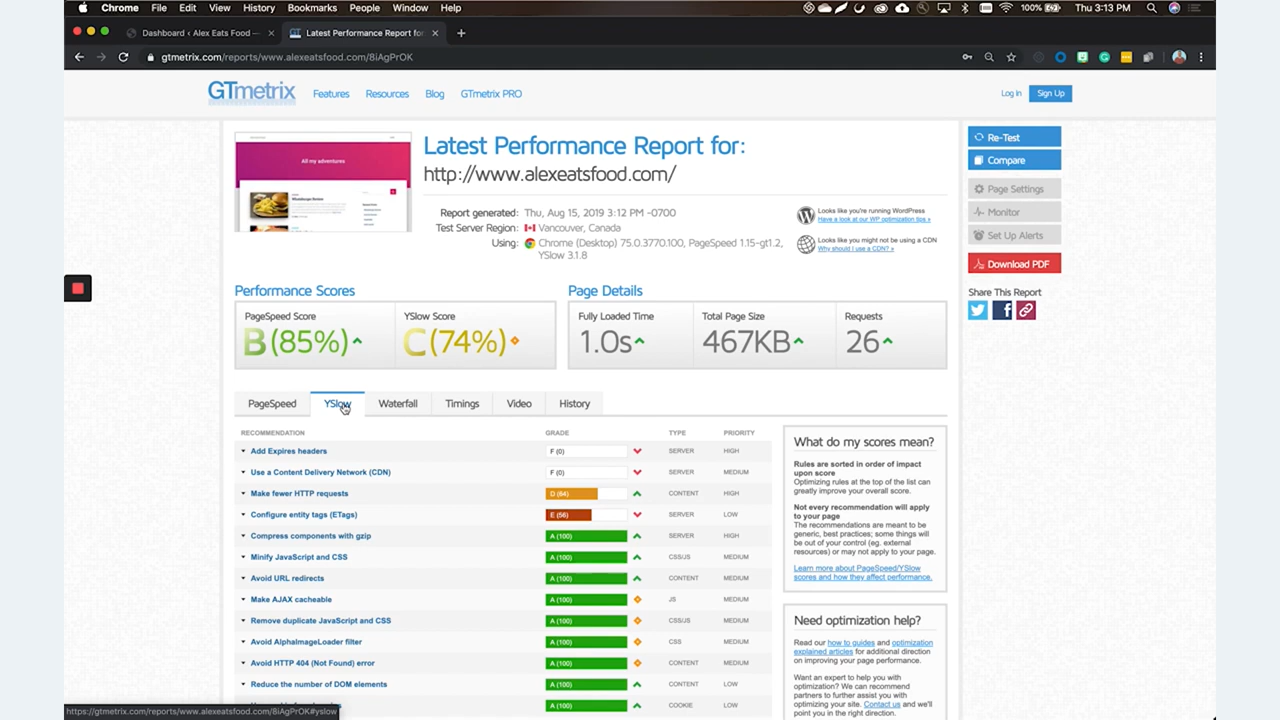 Chrome File Edit View History Bookmarks People Window Help
100% Thu 3:13 PM
Dashboard ‹ Alex Eats Food —
Latest Performance Report for
gtmetrix.com/reports/www.alexeatsfood.com/8iAgPrOK
GTmetrix Features Resources Blog GTmetrix PRO Log in Sign Up
All my adventures
Latest Performance Report for:
http://www.alexeatsfood.com/
Report generated: Thu, Aug 15, 2019 3:12 PM -0700
Test Server Region: Vancouver, Canada
Using: Chrome (Desktop) 75.0.3770.100, PageSpeed 1.15-gt1.2,
YSlow 3.1.8
Looks like you're running WordPress
Have a look at our WP optimization tips »
Looks like you might not be using a CDN
Why should I use a CDN? »
Re-Test
Compare
Page Settings
Monitor
Set Up Alerts
Download PDF
Share This Report
Performance Scores
PageSpeed Score
B(85%)
YSlow Score
C(74%)
Page Details
Fully Loaded Time
1.0s
Total Page Size
467KB
Requests
26
PageSpeed YSlow Waterfall Timings Video History
RECOMMENDATION GRADE TYPE PRIORITY
Add Expires headers F (0) SERVER HIGH
Use a Content Delivery Network (CDN) F (0) SERVER MEDIUM
Make fewer HTTP requests D (64) CONTENT HIGH
Configure entity tags (ETags) E (56) SERVER LOW
Compress components with gzip A (100) SERVER HIGH
Minify JavaScript and CSS A (100) CSS/JS MEDIUM
Avoid URL redirects A (100) CONTENT MEDIUM
Make AJAX cacheable A (100) JS MEDIUM
Remove duplicate JavaScript and CSS A (100) CSS/JS MEDIUM
Avoid AlphaImageLoader filter A (100) CSS MEDIUM
Avoid HTTP 404 (Not Found) error A (100) CONTENT MEDIUM
Reduce the number of DOM elements A (100) CONTENT LOW
A (100) COOKIE LOW
What do my scores mean?
Rules are sorted in order of impact
upon score
Optimizing rules at the top of the list can
greatly improve your overall score.
Not every recommendation will apply
to your page
The recommendations are meant to be
generic, best practices; some things will
be out of your control (eg. external
resources) or may not apply to your page.
Learn more about PageSpeed/YSlow
scores and how they affect performance.
Need optimization help?
Read our how to guides and optimization
explained articles for additional direction
on improving your page performance.
Want an expert to help you with
optimization? We can recommend
partners to further assist you with
optimizing your site. Contact us and we'll
point you in the right direction.
https://gtmetrix.com/reports/www.alexeatsfood.com/8iAgPrOK#yslow